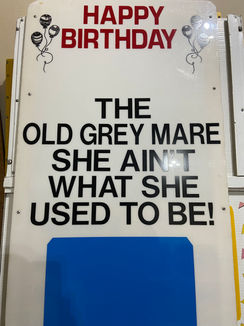 HAPPY
BIRTHDAY
THE
OLD GREY MARE
SHE AIN'T
WHAT SHE
USED TO BE!